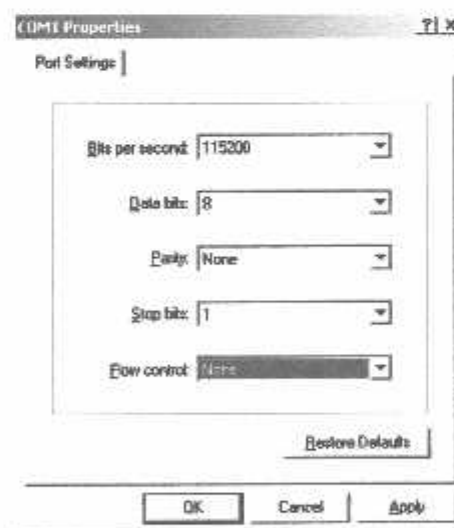 COM1 Properties
Port Settings
Bits per second: 115200
Data bits: 8
Parity: None
Stop bits: 1
Flow control: None
Restore Defaults
OK Cancel Apply